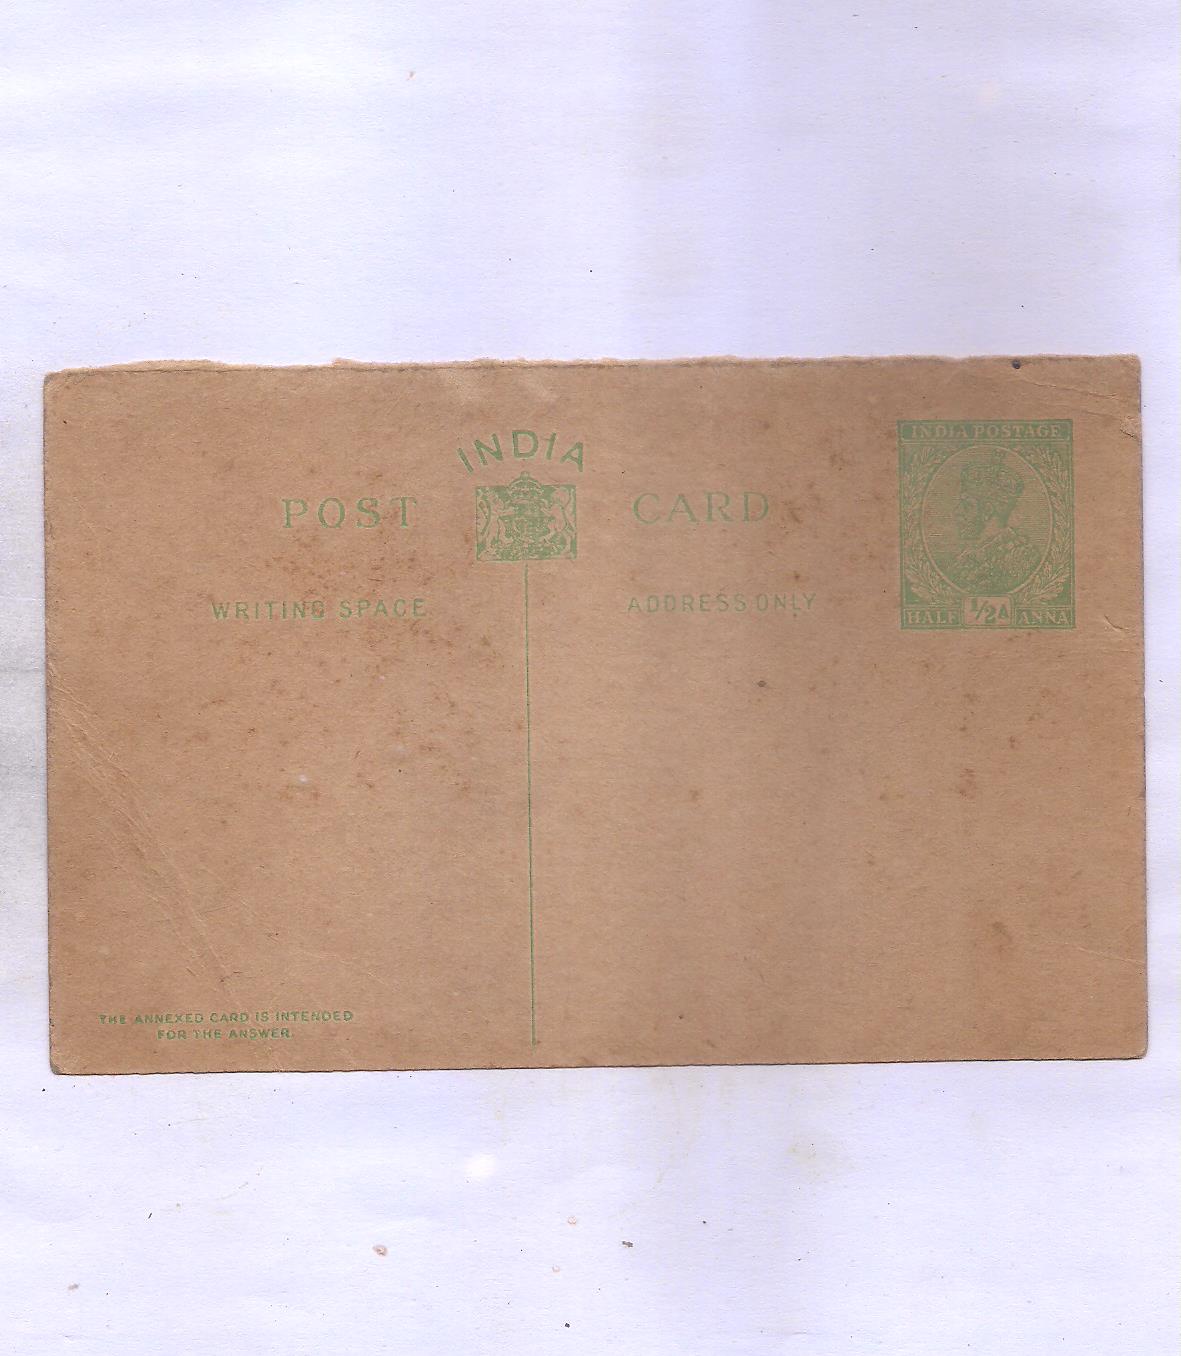 INDIA
POST CARD
WRITING SPACE
ADDRESS ONLY
INDIA POSTAGE
HALF ½A ANNA
THE ANNEXED CARD IS INTENDED
FOR THE ANSWER.